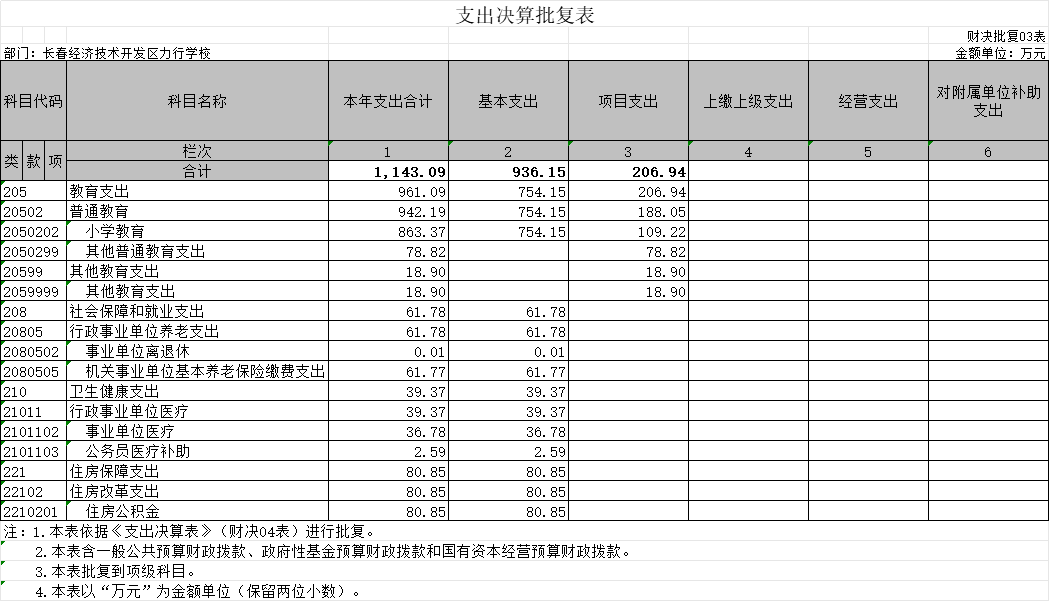 支出决算批复表
财决批复03表
部门：长春经济技术开发区力行学校 金额单位：万元
科目代码 科目名称 本年支出合计 基本支出 项目支出 上缴上级支出 经营支出 对附属单位补助支出
类 款 项 栏次 1 2 3 4 5 6
合计 1,143.09 936.15 206.94
205 教育支出 961.09 754.15 206.94
20502 普通教育 942.19 754.15 188.05
2050202 小学教育 863.37 754.15 109.22
2050299 其他普通教育支出 78.82 78.82
20599 其他教育支出 18.90 18.90
2059999 其他教育支出 18.90 18.90
208 社会保障和就业支出 61.78 61.78
20805 行政事业单位养老支出 61.78 61.78
2080502 事业单位离退休 0.01 0.01
2080505 机关事业单位基本养老保险缴费支出 61.77 61.77
210 卫生健康支出 39.37 39.37
21011 行政事业单位医疗 39.37 39.37
2101102 事业单位医疗 36.78 36.78
2101103 公务员医疗补助 2.59 2.59
221 住房保障支出 80.85 80.85
22102 住房改革支出 80.85 80.85
2210201 住房公积金 80.85 80.85
注：1.本表依据《支出决算表》（财决04表）进行批复。
2.本表含一般公共预算财政拨款、政府性基金预算财政拨款和国有资本经营预算财政拨款。
3.本表批复到项级科目。
4.本表以“万元”为金额单位（保留两位小数）。